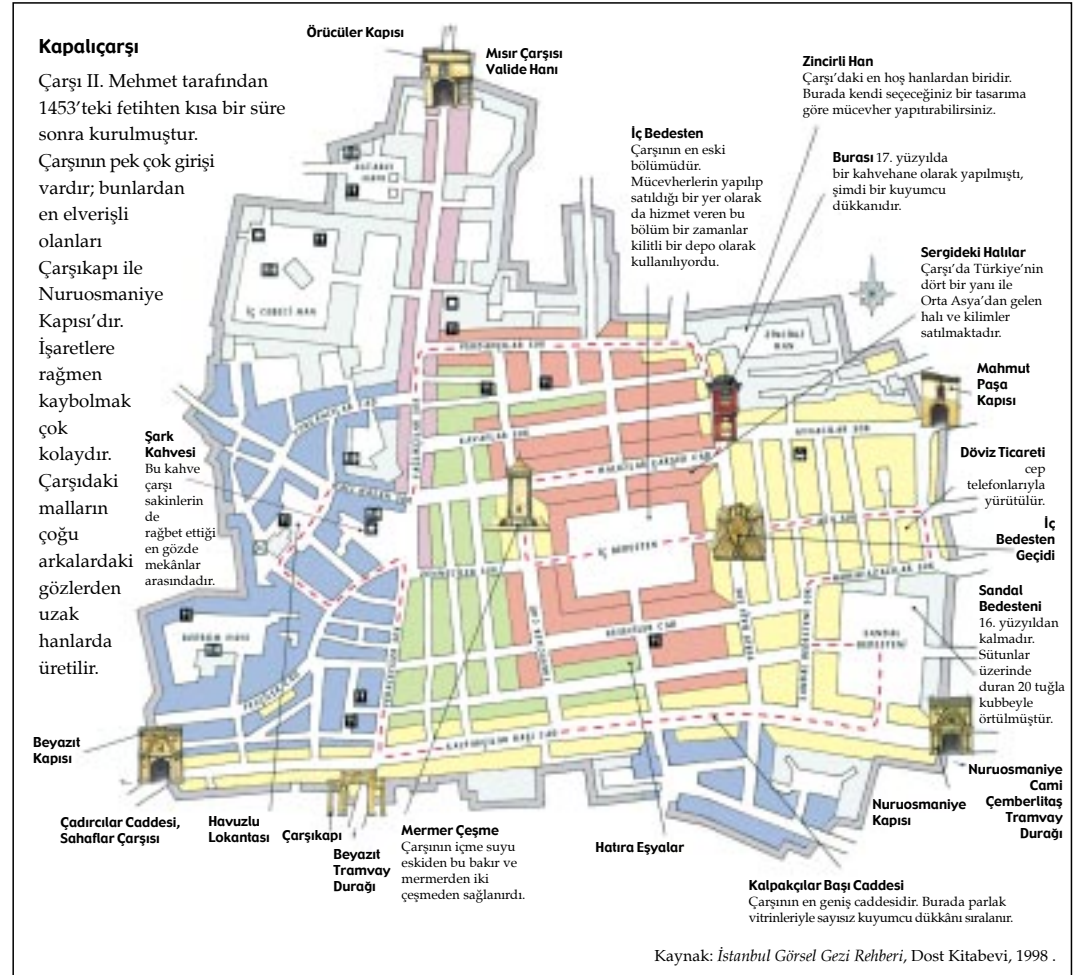 Kapalıçarşı
Çarşı II. Mehmet tarafından
1453'teki fetihten kısa bir süre
sonra kurulmuştur.
Çarşının pek çok girişi
vardır; bunlardan
en elverişli
olanları
Çarşıkapı ile
Nuruosmaniye
Kapısı'dır.
İşaretlere
rağmen
kaybolmak
çok
kolaydır.
Çarşıdaki
malların
çoğu
arkalardaki
gözlerden
uzak
hanlarda
üretilir.
Örücüler Kapısı
Mısır Çarşısı
Valide Hanı
Zincirli Han
Çarşı'daki en hoş hanlardan biridir.
Burada kendi seçeceğiniz bir tasarıma
göre mücevher yaptırabilirsiniz.
İç Bedesten
Çarşının en eski
bölümüdür.
Mücevherlerin yapılıp
satıldığı bir yer olarak
da hizmet veren bu
bölüm bir zamanlar
kilitli bir depo olarak
kullanılıyordu.
Burası 17. yüzyılda
bir kahvehane olarak yapılmıştı,
şimdi bir kuyumcu
dükkanıdır.
Sergideki Halılar
Çarşı'da Türkiye'nin
dört bir yanı ile
Orta Asya'dan gelen
halı ve kilimler
satılmaktadır.
Mahmut
Paşa
Kapısı
Döviz Ticareti
cep
telefonlarıyla
yürütülür.
İç
Bedesten
Geçidi
Sandal
Bedesteni
16. yüzyıldan
kalmadır.
Sütunlar
üzerinde
duran 20 tuğla
kubbeyle
örtülmüştür.
Şark
Kahvesi
Bu kahve
çarşı
sakinlerin
de
rağbet ettiği
en gözde
mekânlar
arasındadır.
İÇ CEBECİ HAN
ZİNCİRLİ
HAN
İÇ BEDESTEN
SANDAL
BEDESTENİ
Beyazıt
Kapısı
Çadırcılar Caddesi,
Sahaflar Çarşısı
Havuzlu
Lokantası
Çarşıkapı
Beyazıt
Tramvay
Durağı
Mermer Çeşme
Çarşının içme suyu
eskiden bu bakır ve
mermerden iki
çeşmeden sağlanırdı.
Hatıra Eşyalar
Kalpakçılar Başı Caddesi
Çarşının en geniş caddesidir. Burada parlak
vitrinleriyle sayısız kuyumcu dükkânı sıralanır.
Nuruosmaniye
Kapısı
Nuruosmaniye
Cami
Çemberlitaş
Tramvay
Durağı
Kaynak: İstanbul Görsel Gezi Rehberi, Dost Kitabevi, 1998 .